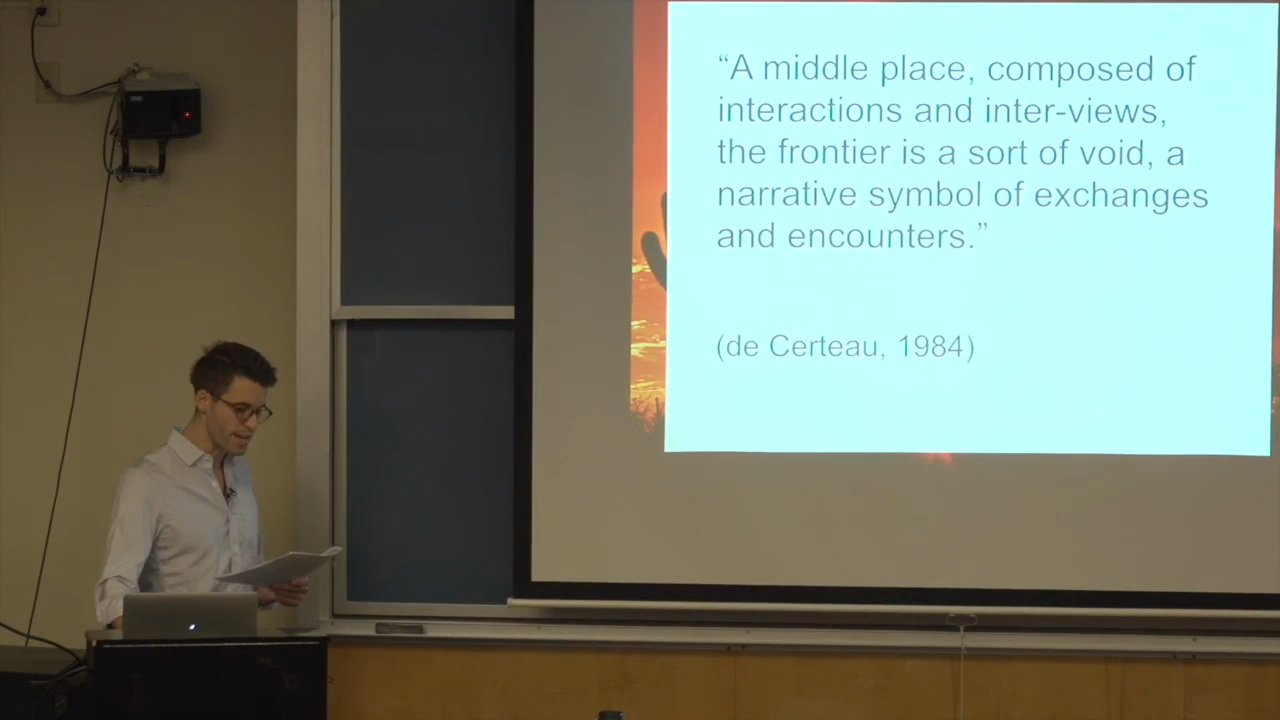 “A middle place, composed of
interactions and inter-views,
the frontier is a sort of void, a
narrative symbol of exchanges
and encounters.”
(de Certeau, 1984)